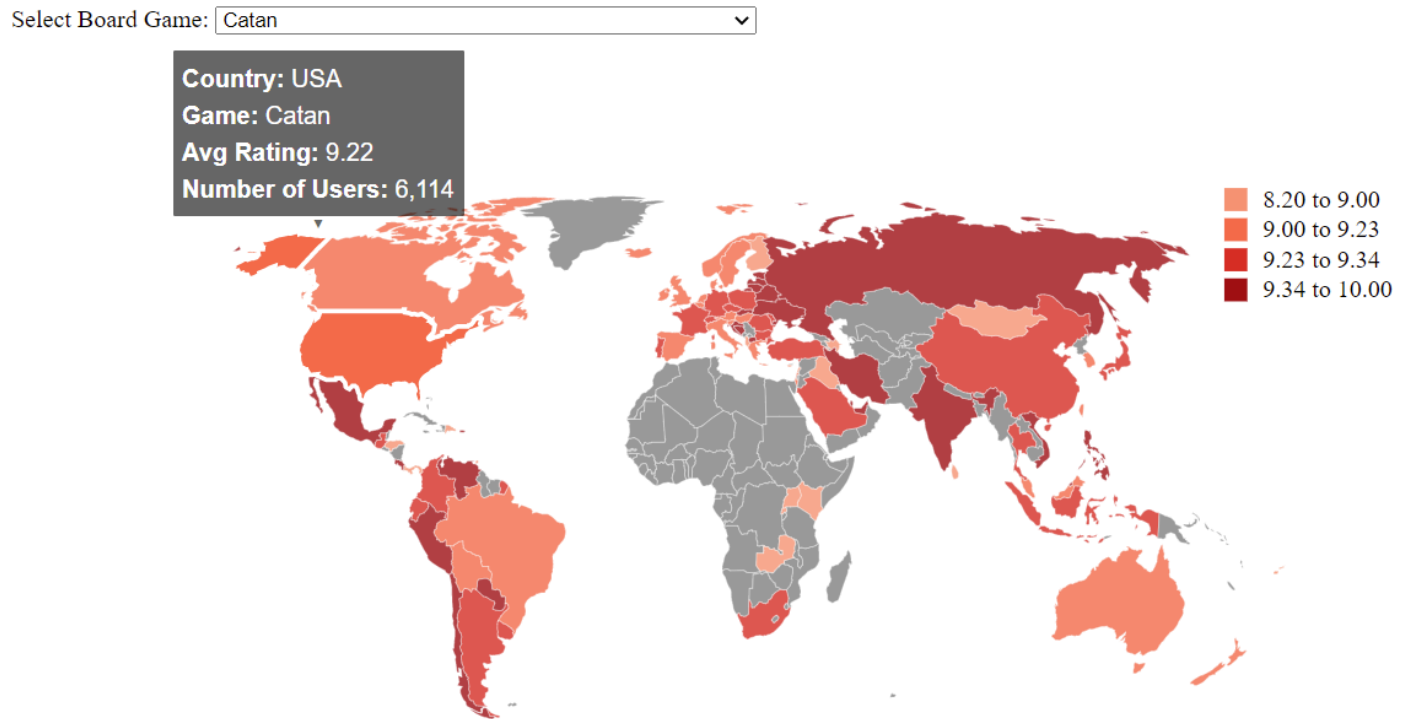 Select Board Game: Catan
Country: USA
Game: Catan
Avg Rating: 9.22
Number of Users: 6,114
8.20 to 9.00
9.00 to 9.23
9.23 to 9.34
9.34 to 10.00